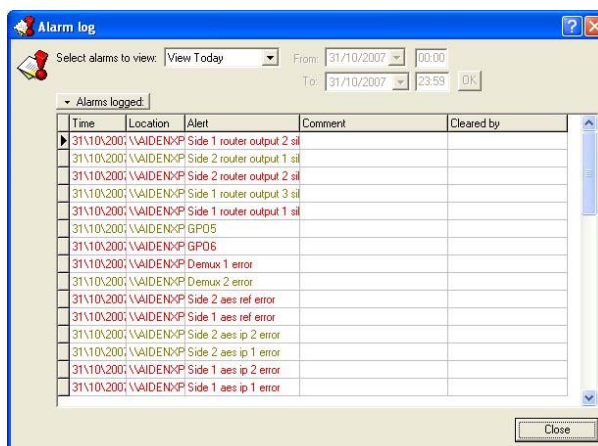 Alarm log
Select alarms to view: View Today From: 31/10/2007 00:00
To: 31/10/2007 23:59 OK
Alarms logged:
Time Location Alert Comment Cleared by
31\10\2007 \\AIDENXP Side 1 router output 2 sil
31\10\2007 \\AIDENXP Side 2 router output 1 sil
31\10\2007 \\AIDENXP Side 2 router output 2 sil
31\10\2007 \\AIDENXP Side 1 router output 3 sil
31\10\2007 \\AIDENXP Side 1 router output 1 sil
31\10\2007 \\AIDENXP GPO5
31\10\2007 \\AIDENXP GPO6
31\10\2007 \\AIDENXP Demux 1 error
31\10\2007 \\AIDENXP Demux 2 error
31\10\2007 \\AIDENXP Side 2 aes ref error
31\10\2007 \\AIDENXP Side 1 aes ref error
31\10\2007 \\AIDENXP Side 2 aes ip 2 error
31\10\2007 \\AIDENXP Side 2 aes ip 1 error
31\10\2007 \\AIDENXP Side 1 aes ip 2 error
31\10\2007 \\AIDENXP Side 1 aes ip 1 error
Close